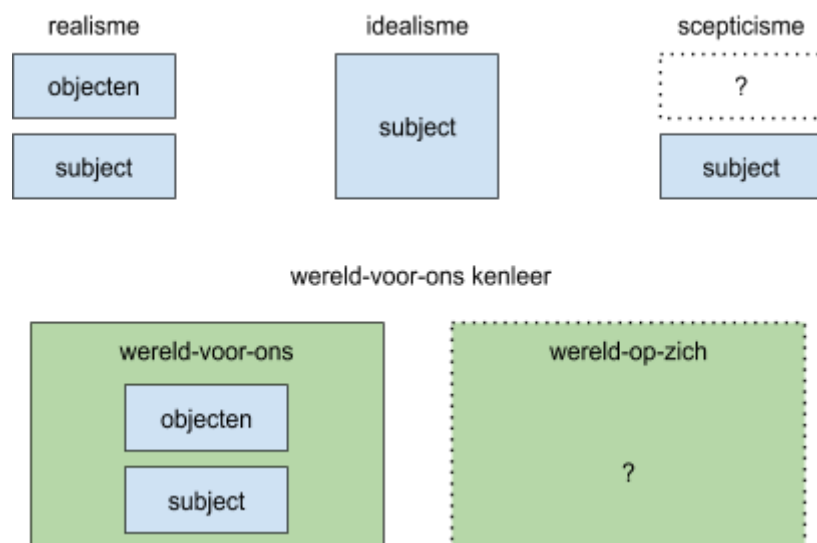 realisme
idealisme
scepticisme
objecten
subject
subject
?
subject
wereld-voor-ons kenleer
wereld-voor-ons
objecten
subject
wereld-op-zich
?